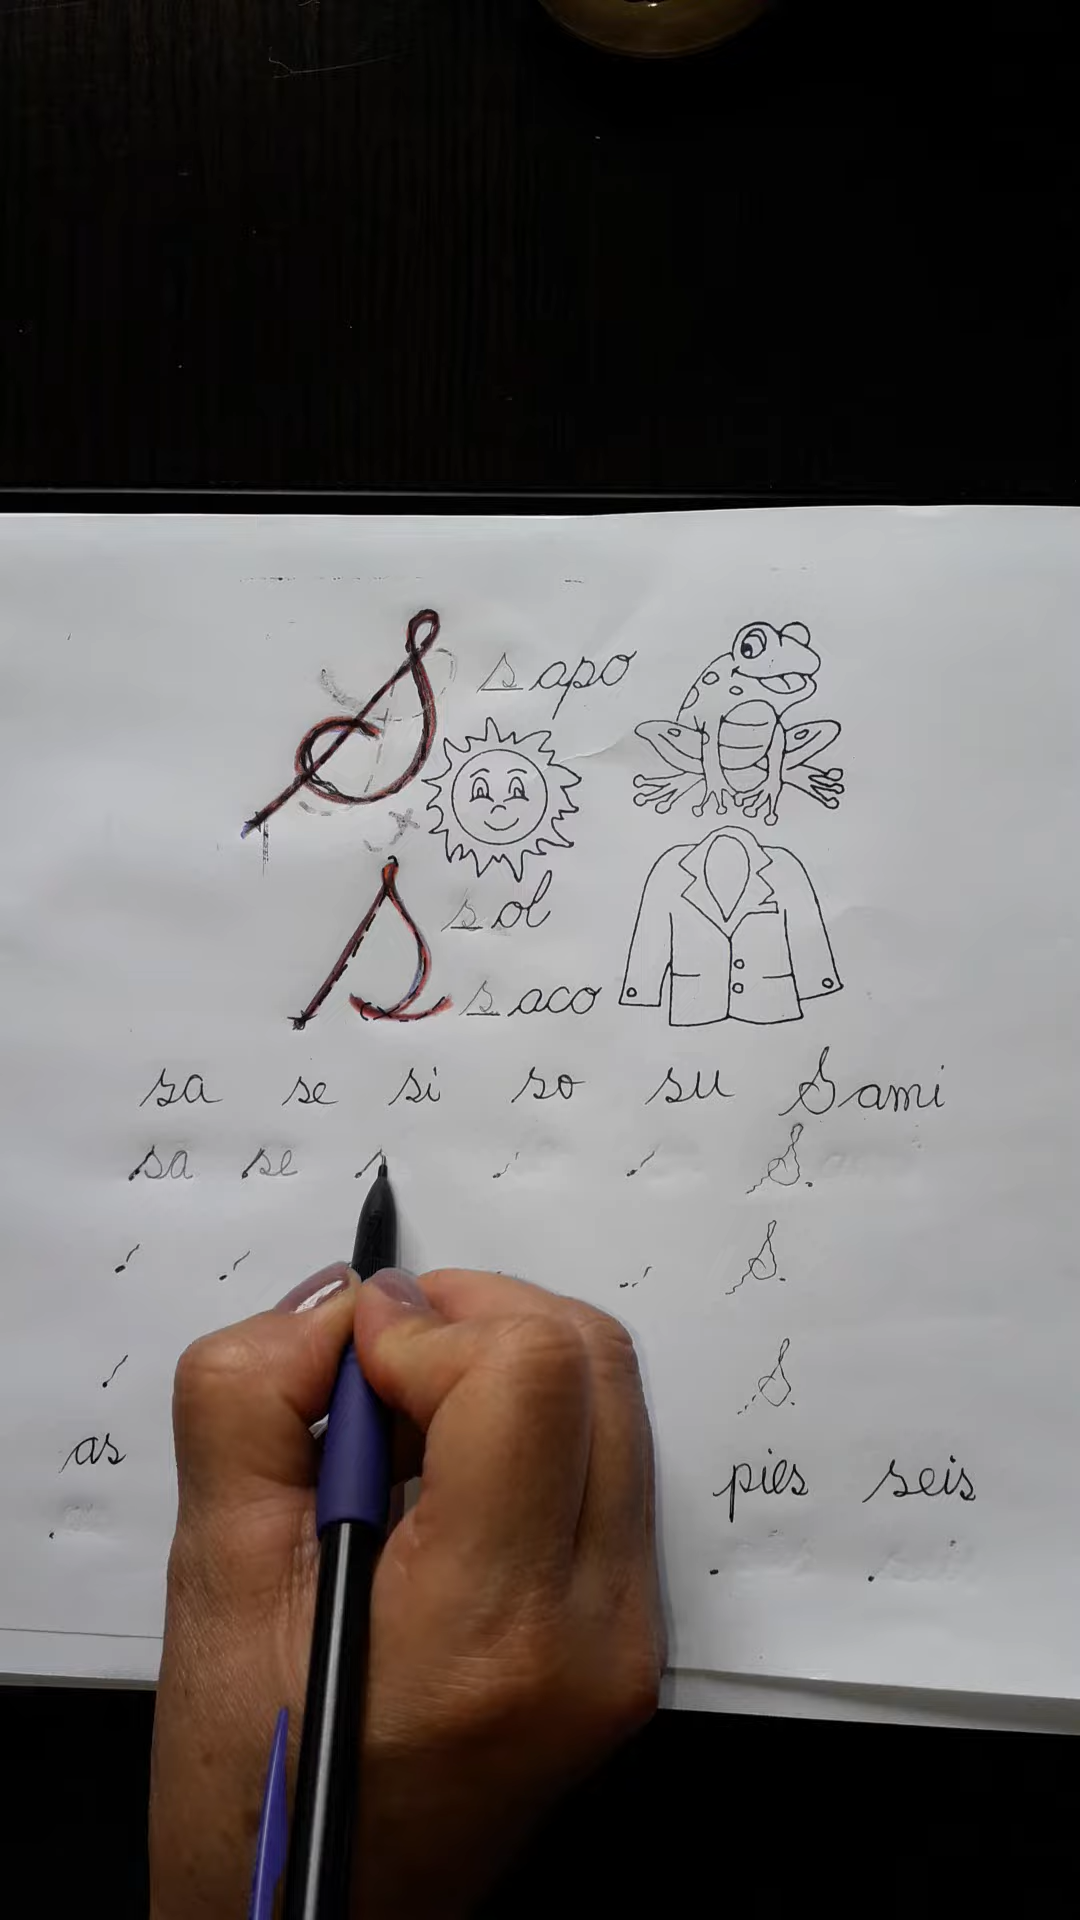 S sapo
s sol
saco
sa se si so su Sami
sa se s S
S
S
as pies seis